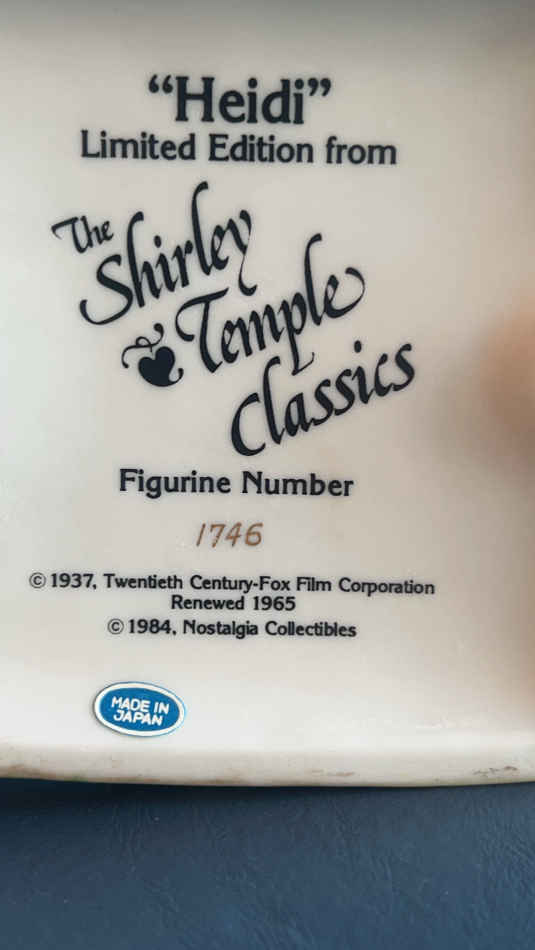 “Heidi”
Limited Edition from
The
Shirley
Temple
Classics
Figurine Number
1746
© 1937, Twentieth Century-Fox Film Corporation
Renewed 1965
© 1984, Nostalgia Collectibles
MADE IN
JAPAN